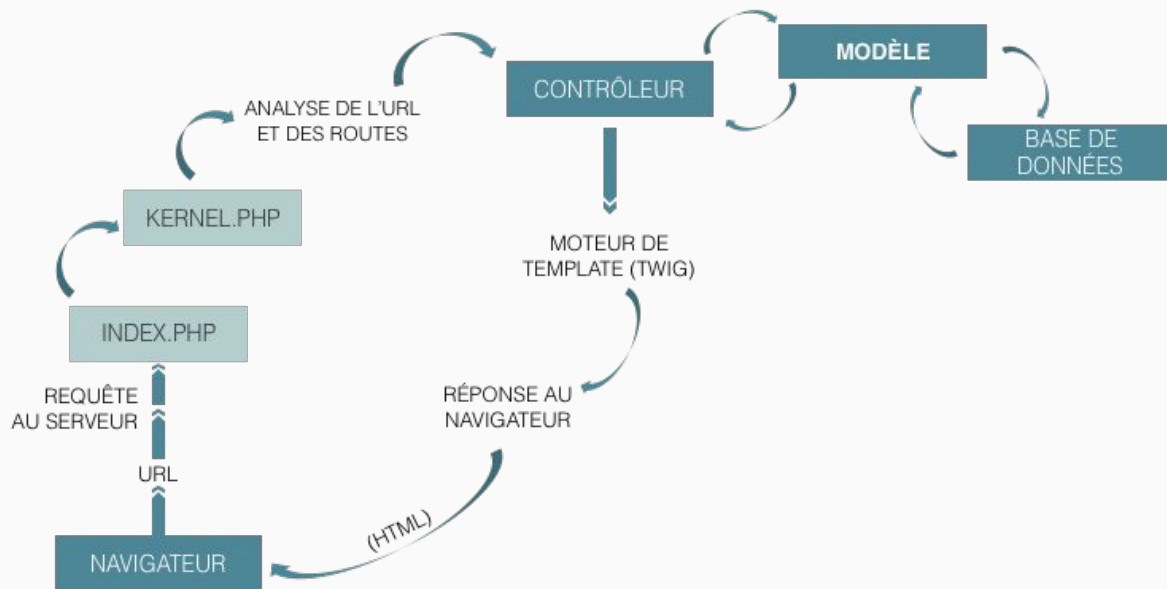 MODÈLE
CONTRÔLEUR
ANALYSE DE L'URL
ET DES ROUTES
BASE DE
DONNÉES
KERNEL.PHP
MOTEUR DE
TEMPLATE (TWIG)
INDEX.PHP
REQUÊTE
AU SERVEUR
RÉPONSE AU
NAVIGATEUR
URL
(HTML)
NAVIGATEUR